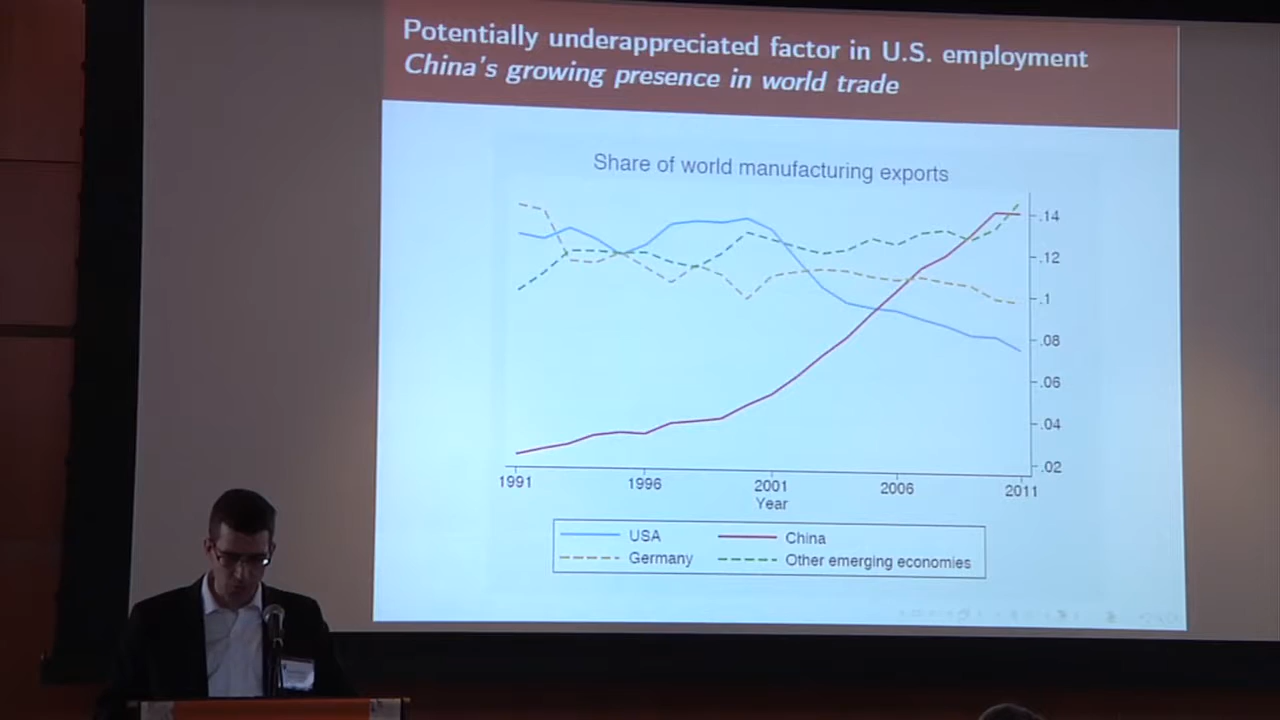 Potentially underappreciated factor in U.S. employment
China's growing presence in world trade
Share of world manufacturing exports
.14
.12
.1
.08
.06
.04
.02
1991 1996 2001 2006 2011
Year
USA China
Germany Other emerging economies